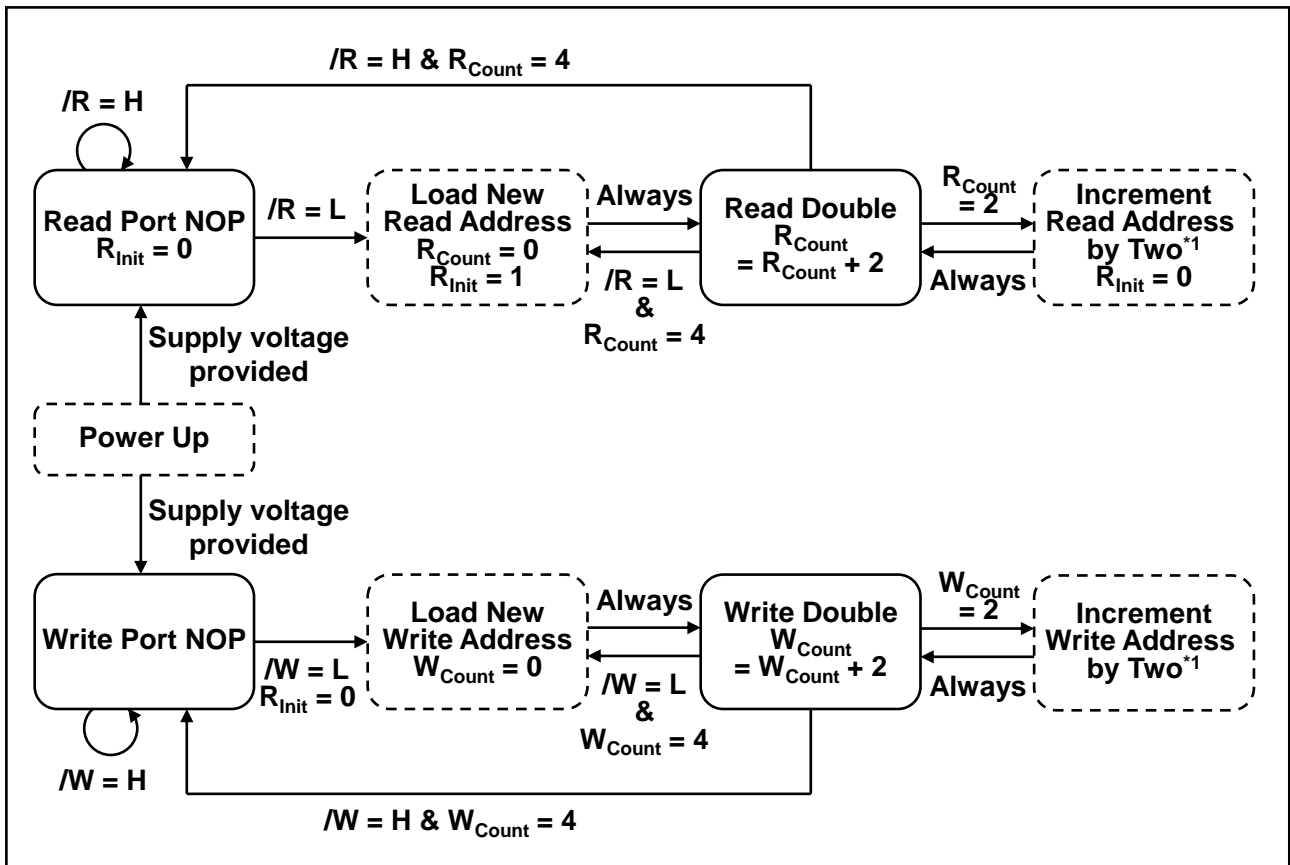 /R = H & R_Count = 4
/R = H
Read Port NOP
R_Init = 0
/R = L
Load New
Read Address
R_Count = 0
R_Init = 1
Always
/R = L
&
R_Count = 4
Read Double
R_Count
= R_Count + 2
R_Count
= 2
Always
Increment
Read Address
by Two*1
R_Init = 0
Supply voltage
provided
Power Up
Supply voltage
provided
Write Port NOP
/W = L
R_Init = 0
Load New
Write Address
W_Count = 0
Always
/W = L
&
W_Count = 4
Write Double
W_Count
= W_Count + 2
W_Count
= 2
Always
Increment
Write Address
by Two*1
/W = H
/W = H & W_Count = 4